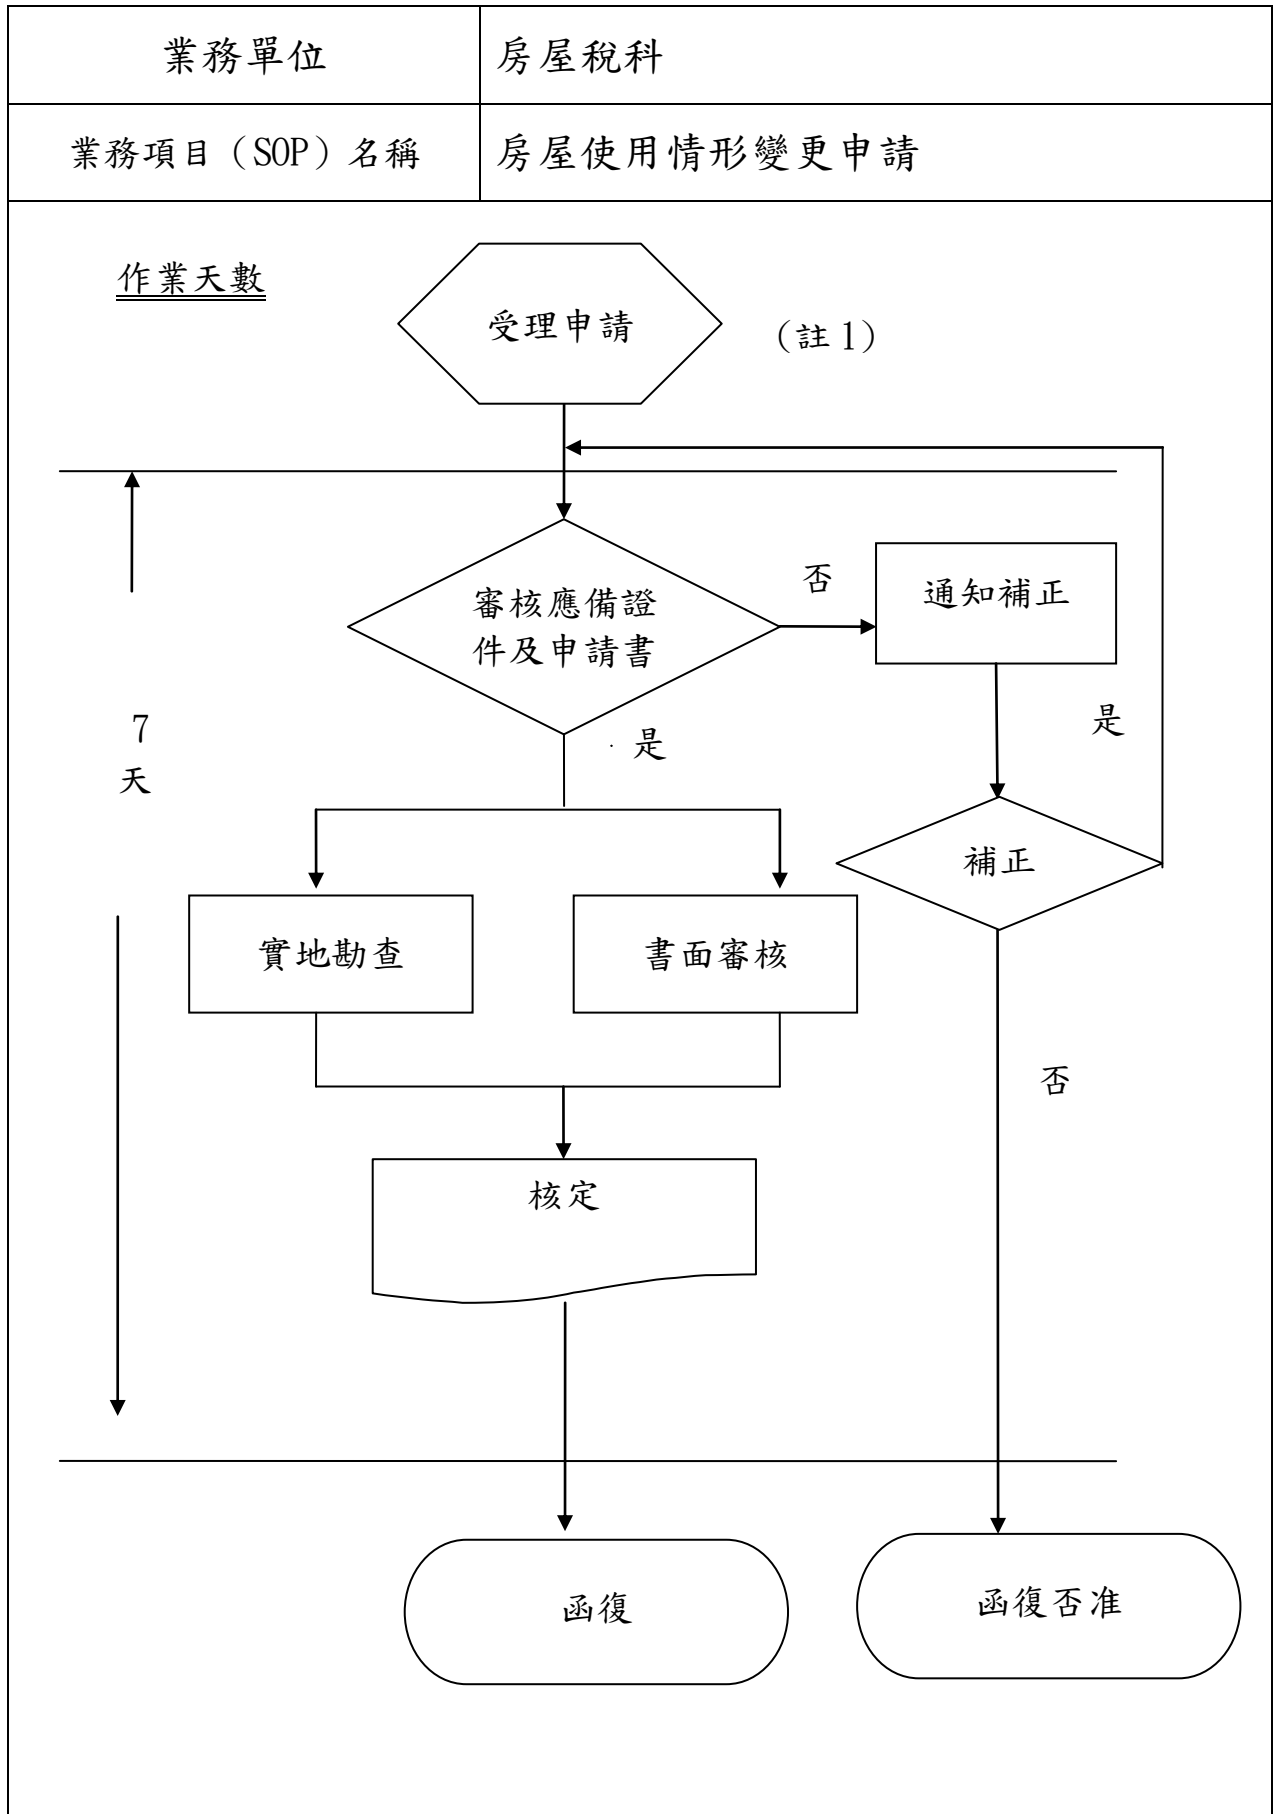 業務單位
房屋稅科
業務項目（SOP）名稱
房屋使用情形變更申請
作業天數
受理申請
（註 1）
審核應備證
件及申請書
否
通知補正
是
是
7
天
補正
實地勘查
書面審核
否
核定
函復
函復否准